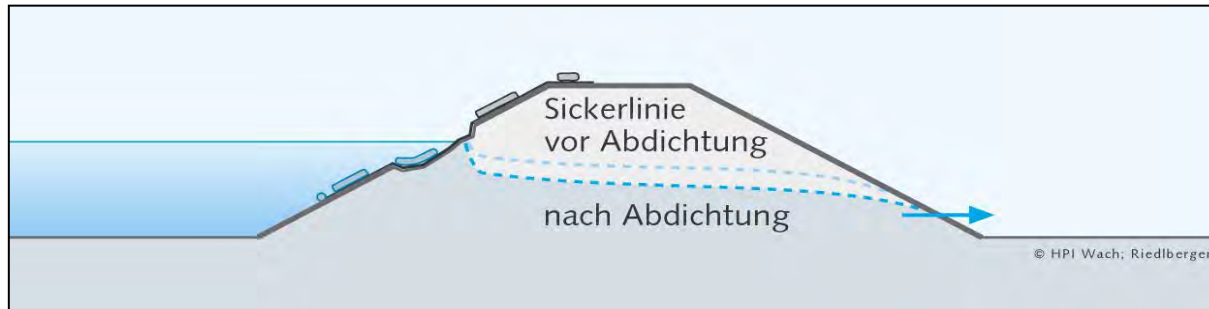 Sickerlinie
vor Abdichtung
nach Abdichtung
© HPI Wach; Riedlberger